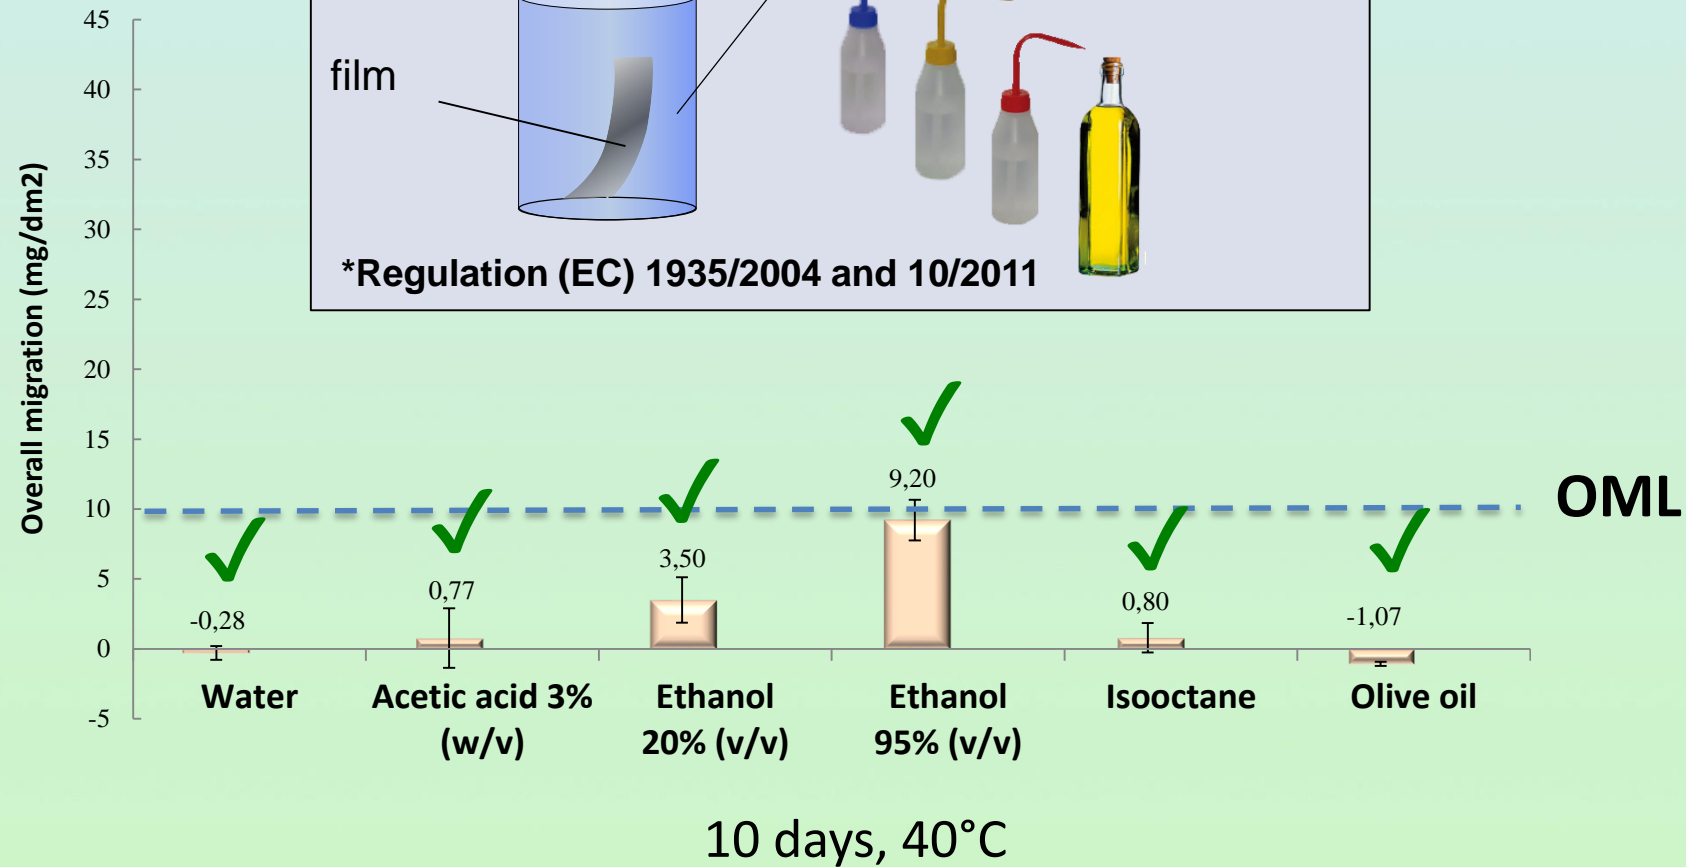 45
40
35
30
25
20
15
10
5
0
-5
Overall migration (mg/dm2)
film
*Regulation (EC) 1935/2004 and 10/2011
OML
-0,28
0,77
3,50
9,20
0,80
-1,07
Water
Acetic acid 3%
(w/v)
Ethanol
20% (v/v)
Ethanol
95% (v/v)
Isooctane
Olive oil
10 days, 40°C